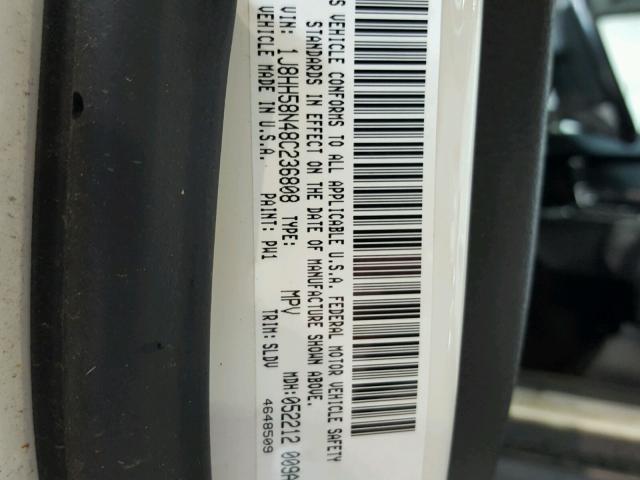 S VEHICLE CONFORMS TO ALL APPLICABLE U.S.A. FEDERAL MOTOR VEHICLE SAFETY
STANDARDS IN EFFECT ON THE DATE OF MANUFACTURE SHOWN ABOVE.
VIN: 1J8HH58N48C236808 TYPE: MPV MDH:052212 009A
VEHICLE MADE IN U.S.A. PAINT: PW1 TRIM: SLDV 4648509